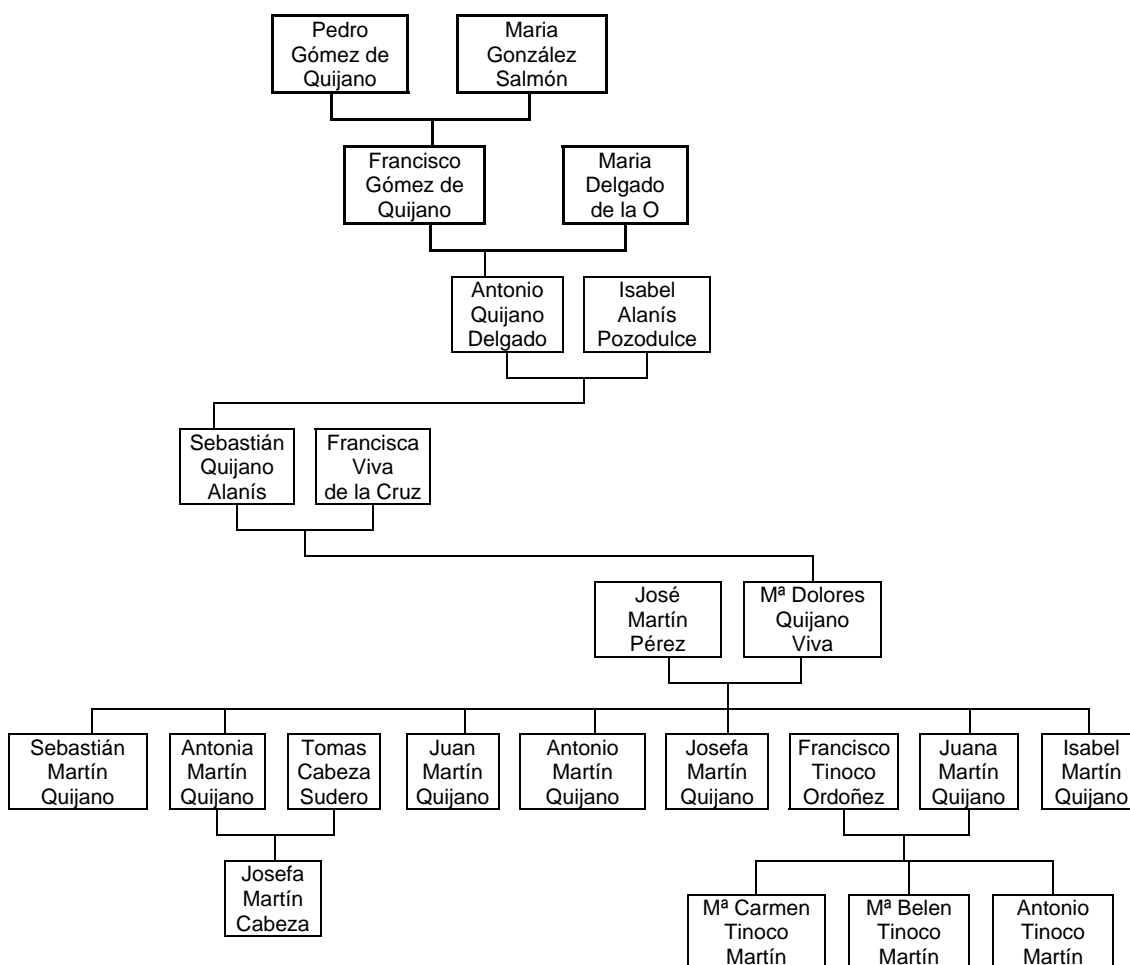 Pedro
Gómez de
Quijano
Maria
González
Salmón
Francisco
Gómez de
Quijano
Maria
Delgado
de la O
Antonio
Quijano
Delgado
Isabel
Alanís
Pozodulce
Sebastián
Quijano
Alanís
Francisca
Viva
de la Cruz
José
Martín
Pérez
Mª Dolores
Quijano
Viva
Sebastián
Martín
Quijano
Antonia
Martín
Quijano
Tomas
Cabeza
Sudero
Juan
Martín
Quijano
Antonio
Martín
Quijano
Josefa
Martín
Quijano
Francisco
Tinoco
Ordoñez
Juana
Martín
Quijano
Isabel
Martín
Quijano
Josefa
Martín
Cabeza
Mª Carmen
Tinoco
Martín
Mª Belen
Tinoco
Martín
Antonio
Tinoco
Martín